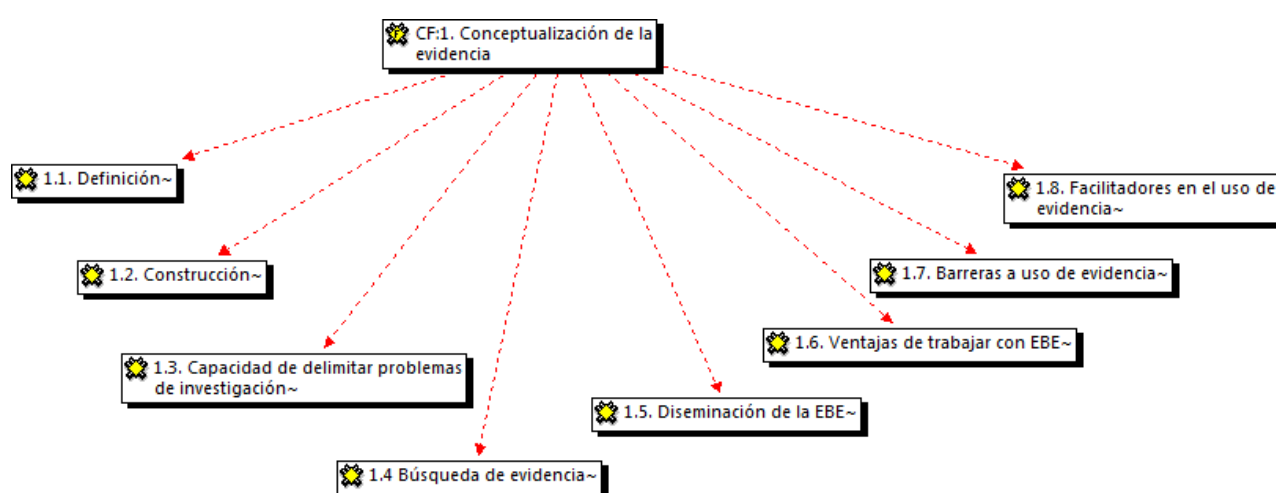 CF:1. Conceptualización de la
evidencia
1.1. Definición~
1.2. Construcción~
1.3. Capacidad de delimitar problemas
de investigación~
1.4 Búsqueda de evidencia~
1.5. Diseminación de la EBE~
1.6. Ventajas de trabajar con EBE~
1.7. Barreras a uso de evidencia~
1.8. Facilitadores en el uso de
evidencia~